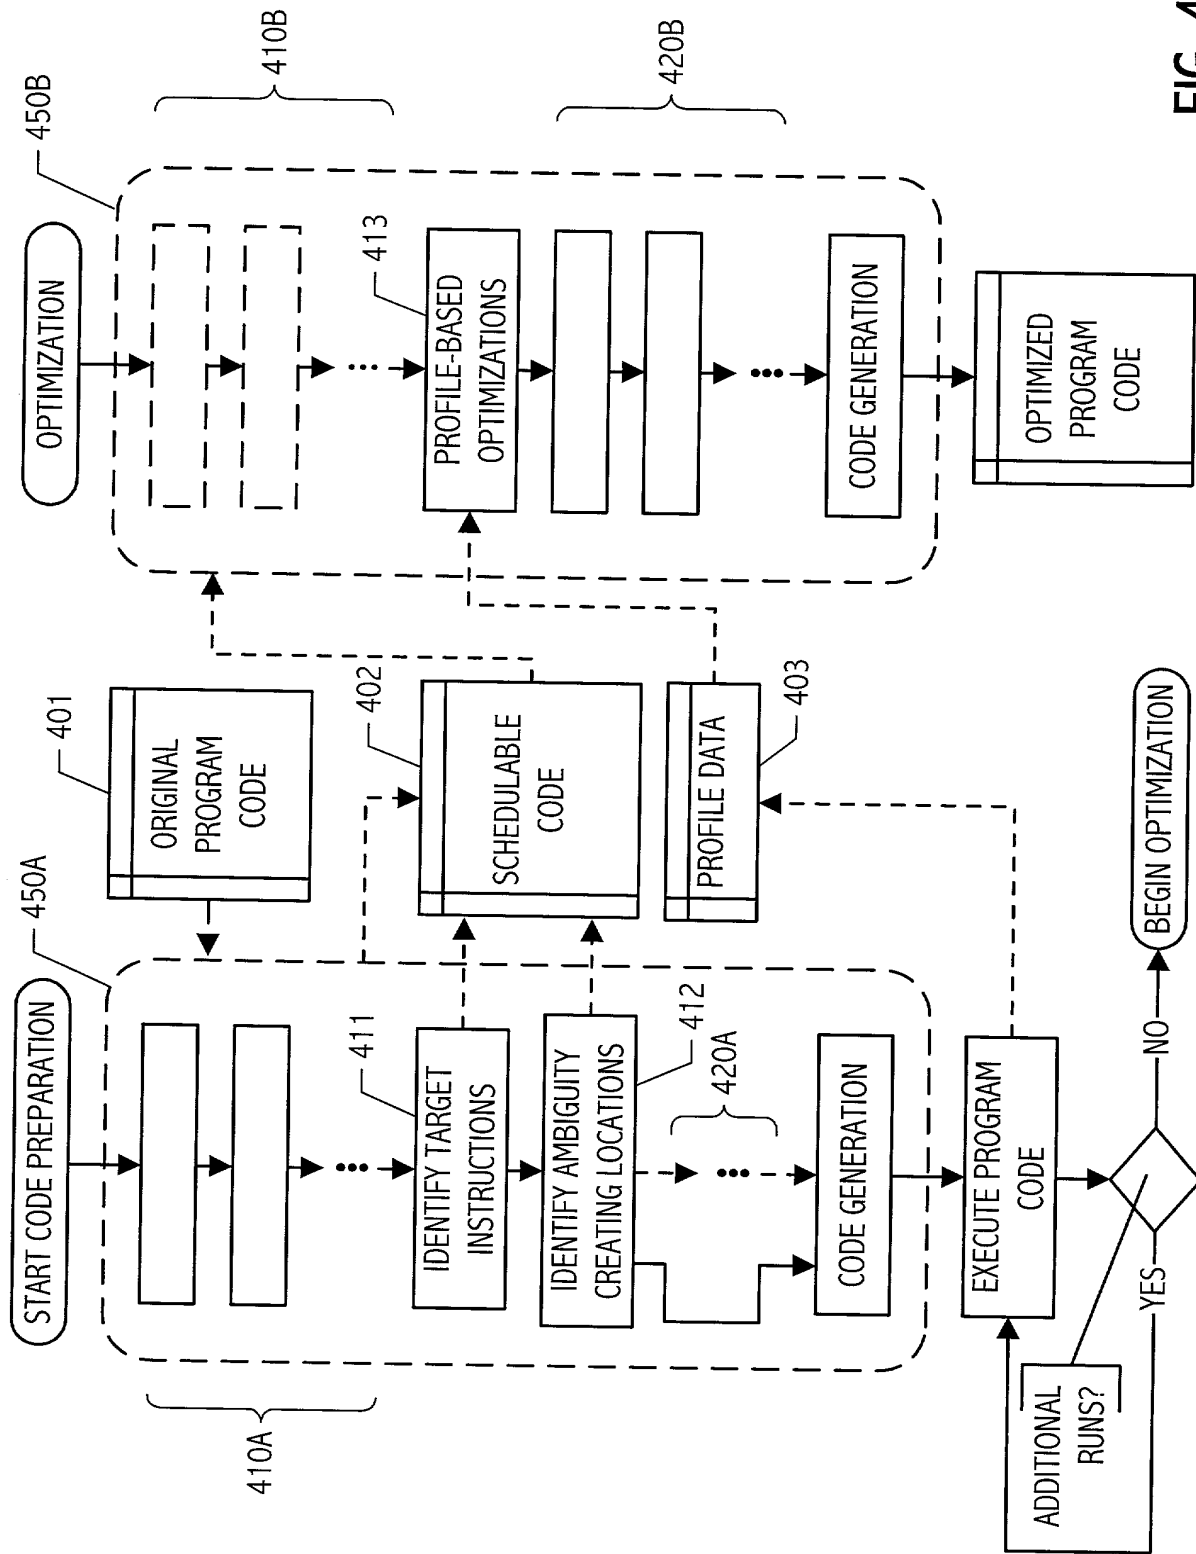 START CODE PREPARATION
450A
410A
411
IDENTIFY TARGET
INSTRUCTIONS
IDENTIFY AMBIGUITY
CREATING LOCATIONS
412
420A
CODE GENERATION
EXECUTE PROGRAM
CODE
ADDITIONAL
RUNS?
YES
NO
BEGIN OPTIMIZATION
401
ORIGINAL
PROGRAM
CODE
402
SCHEDULABLE
CODE
PROFILE DATA
403
OPTIMIZATION
450B
410B
413
PROFILE-BASED
OPTIMIZATIONS
420B
CODE GENERATION
OPTIMIZED
PROGRAM
CODE
FIG. 4